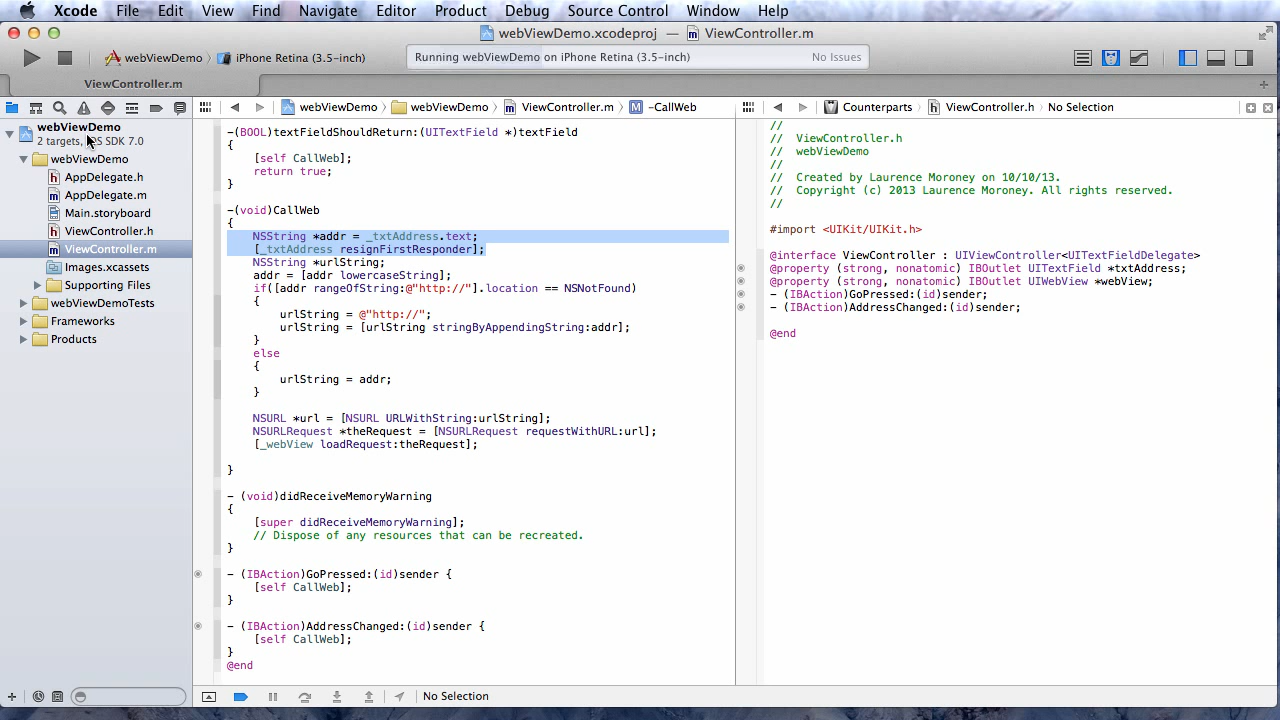 Xcode File Edit View Find Navigate Editor Product Debug Source Control Window Help
webViewDemo.xcodeproj — ViewController.m
webViewDemo iPhone Retina (3.5-inch)
Running webViewDemo on iPhone Retina (3.5-inch) No Issues
ViewController.m
webViewDemo webViewDemo ViewController.m M -CallWeb
Counterparts ViewController.h No Selection
webViewDemo
2 targets, SDK 7.0
webViewDemo
AppDelegate.h
AppDelegate.m
Main.storyboard
ViewController.h
ViewController.m
Images.xcassets
Supporting Files
webViewDemoTests
Frameworks
Products
-(BOOL)textFieldShouldReturn:(UITextField *)textField
{
[self CallWeb];
return true;
}
-(void)CallWeb
{
NSString *addr = _txtAddress.text;
[_txtAddress resignFirstResponder];
NSString *urlString;
addr = [addr lowercaseString];
if([addr rangeOfString:@"http://"].location == NSNotFound)
{
urlString = @"http://";
urlString = [urlString stringByAppendingString:addr];
}
else
{
urlString = addr;
}
NSURL *url = [NSURL URLWithString:urlString];
NSURLRequest *theRequest = [NSURLRequest requestWithURL:url];
[_webView loadRequest:theRequest];
}
- (void)didReceiveMemoryWarning
{
[super didReceiveMemoryWarning];
// Dispose of any resources that can be recreated.
}
- (IBAction)GoPressed:(id)sender {
[self CallWeb];
}
- (IBAction)AddressChanged:(id)sender {
[self CallWeb];
}
@end
//
// ViewController.h
// webViewDemo
//
// Created by Laurence Moroney on 10/10/13.
// Copyright (c) 2013 Laurence Moroney. All rights reserved.
//
#import <UIKit/UIKit.h>
@interface ViewController : UIViewController<UITextFieldDelegate>
@property (strong, nonatomic) IBOutlet UITextField *txtAddress;
@property (strong, nonatomic) IBOutlet UIWebView *webView;
- (IBAction)GoPressed:(id)sender;
- (IBAction)AddressChanged:(id)sender;
@end
No Selection